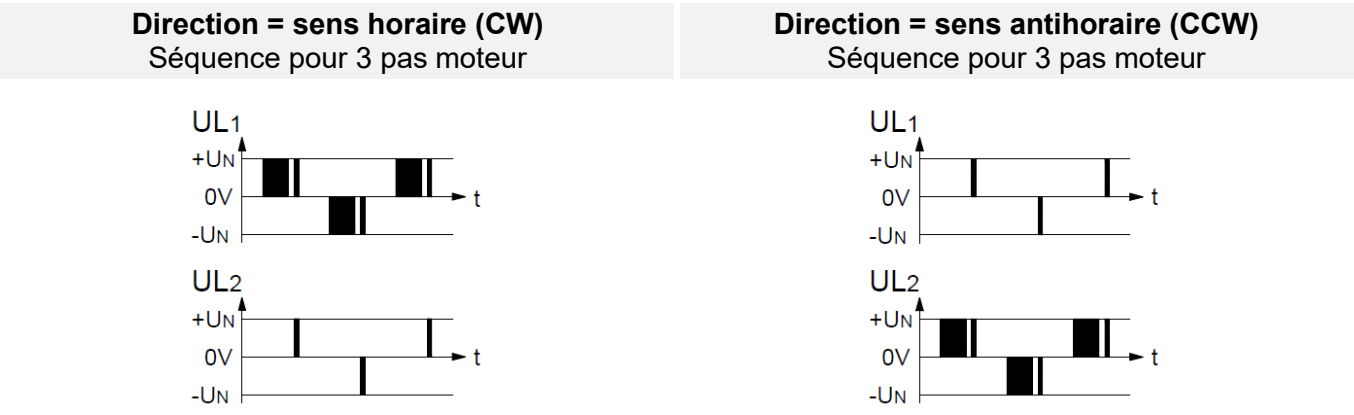 Direction = sens horaire (CW)
Séquence pour 3 pas moteur
UL1
+UN
0V
-UN
t
UL2
+UN
0V
-UN
t
Direction = sens antihoraire (CCW)
Séquence pour 3 pas moteur
UL1
+UN
0V
-UN
t
UL2
+UN
0V
-UN
t